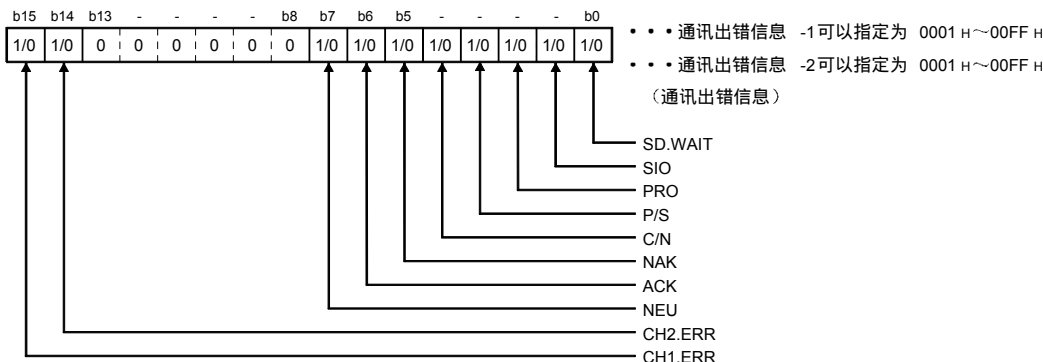 b15 b14 b13 - - - - b8 b7 b6 b5 - - - - b0
1/0 1/0 0 0 0 0 0 0 1/0 1/0 1/0 1/0 1/0 1/0 1/0 1/0
・・・通讯出错信息 -1可以指定为 0001 H～00FF H
・・・通讯出错信息 -2可以指定为 0001 H～00FF H
（通讯出错信息）
SD.WAIT
SIO
PRO
P/S
C/N
NAK
ACK
NEU
CH2.ERR
CH1.ERR